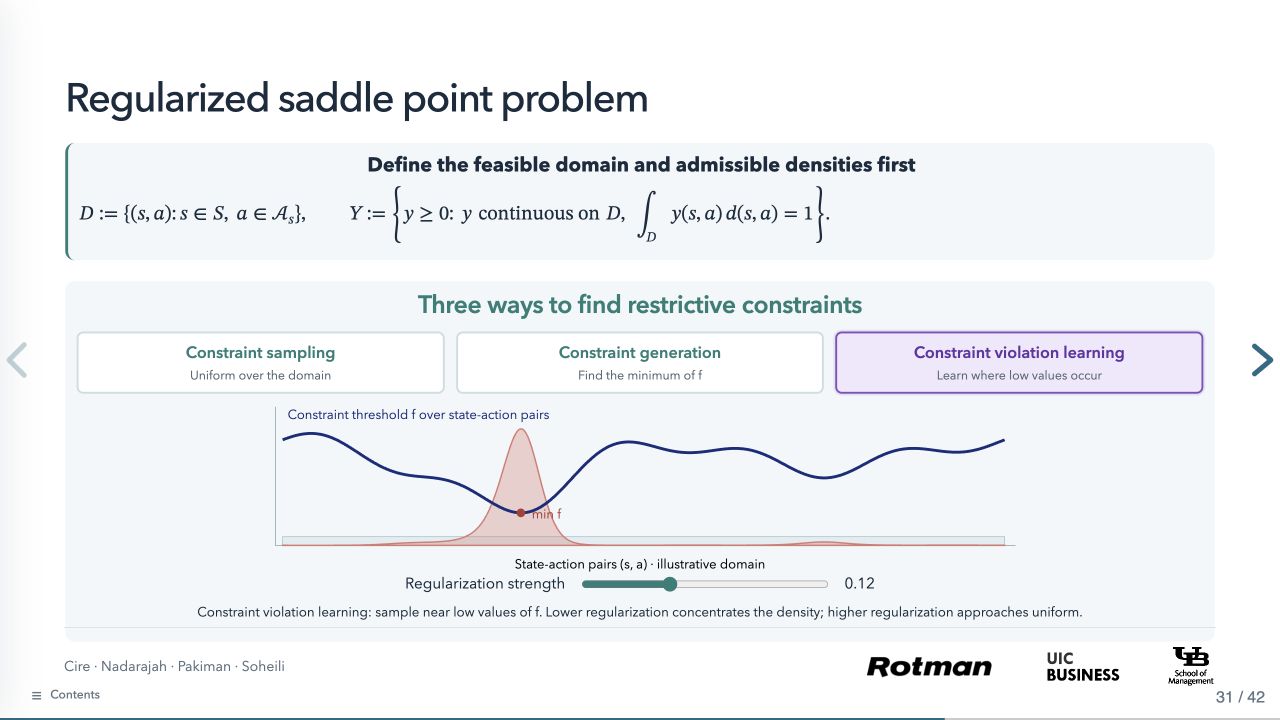 Regularized saddle point problem
Define the feasible domain and admissible densities first
D := {(s, a): s ∈ S, a ∈ 𝒜ₛ},    Y := { y ≥ 0: y continuous on D, ∫_D y(s, a) d(s, a) = 1 }.
Three ways to find restrictive constraints
Constraint sampling
Uniform over the domain
Constraint generation
Find the minimum of f
Constraint violation learning
Learn where low values occur
Constraint threshold f over state-action pairs
min f
State-action pairs (s, a) · illustrative domain
Regularization strength 0.12
Constraint violation learning: sample near low values of f. Lower regularization concentrates the density; higher regularization approaches uniform.
Cire · Nadarajah · Pakiman · Soheili
Rotman
UIC
BUSINESS
UB
School of
Management
≡ Contents
31 / 42